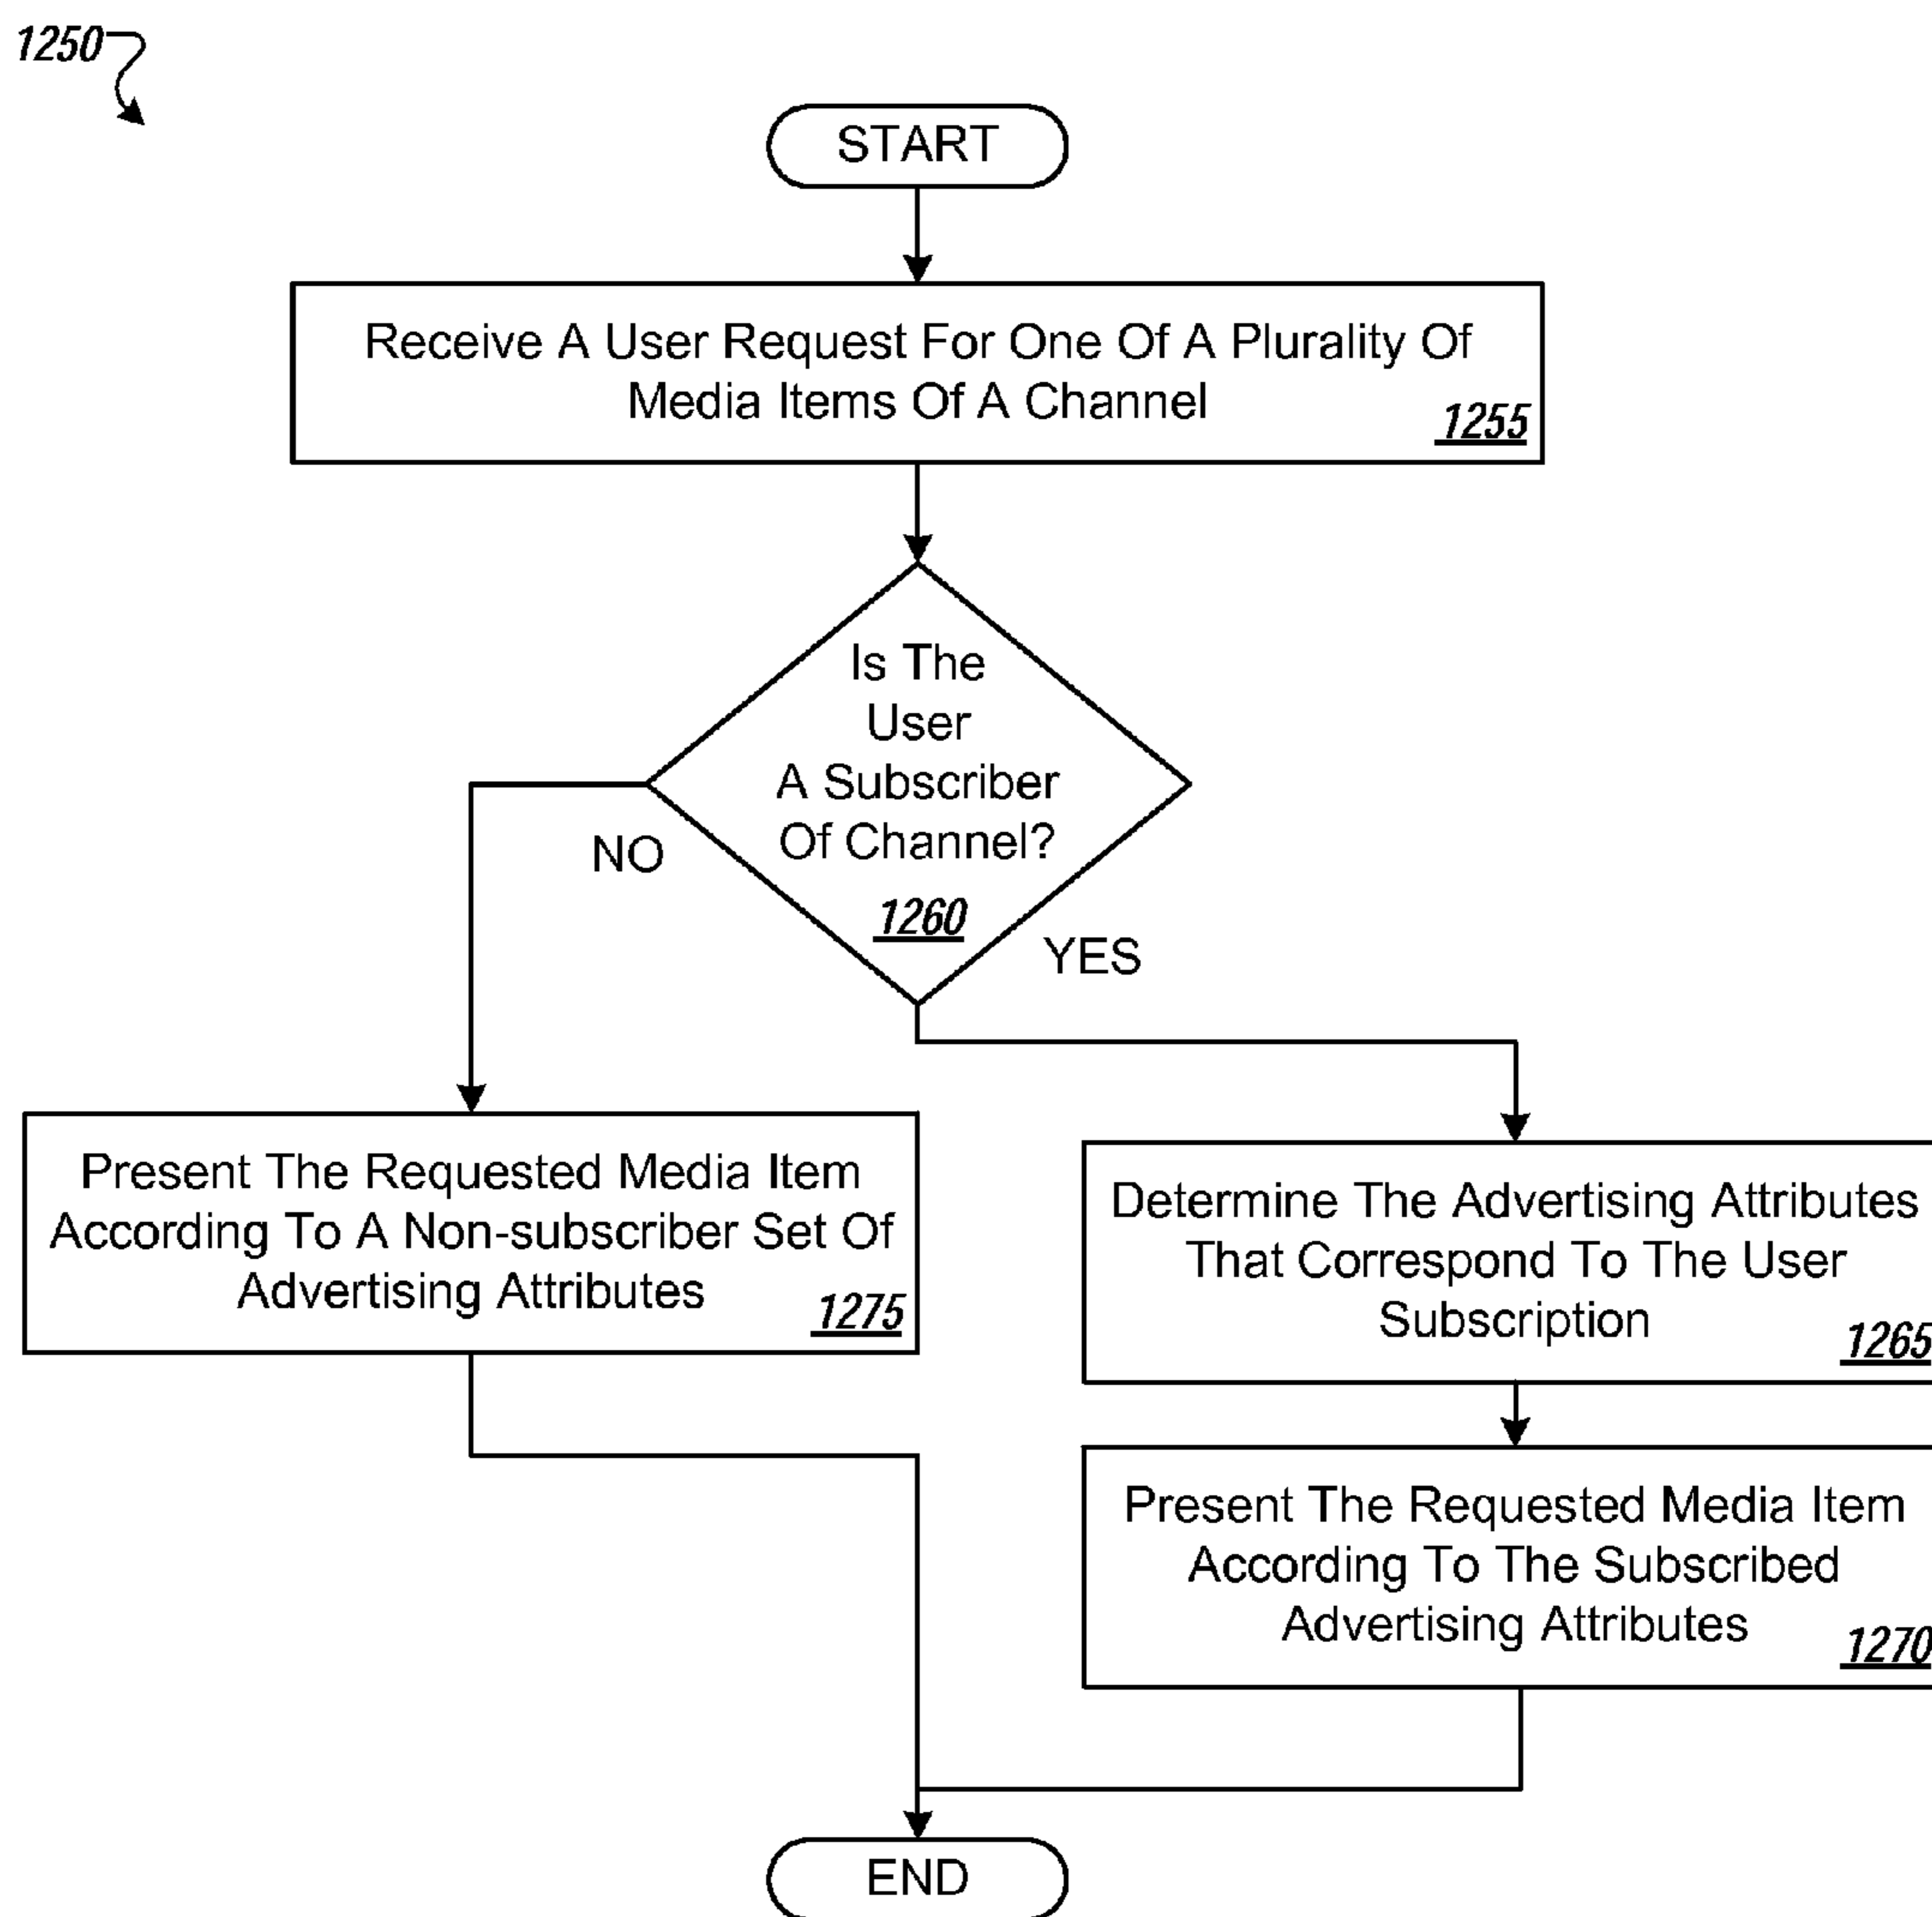 1250
START
Receive A User Request For One Of A Plurality Of
Media Items Of A Channel
1255
Is The
User
A Subscriber
Of Channel?
1260
NO
YES
Present The Requested Media Item
According To A Non-subscriber Set Of
Advertising Attributes
1275
Determine The Advertising Attributes
That Correspond To The User
Subscription
1265
Present The Requested Media Item
According To The Subscribed
Advertising Attributes
1270
END